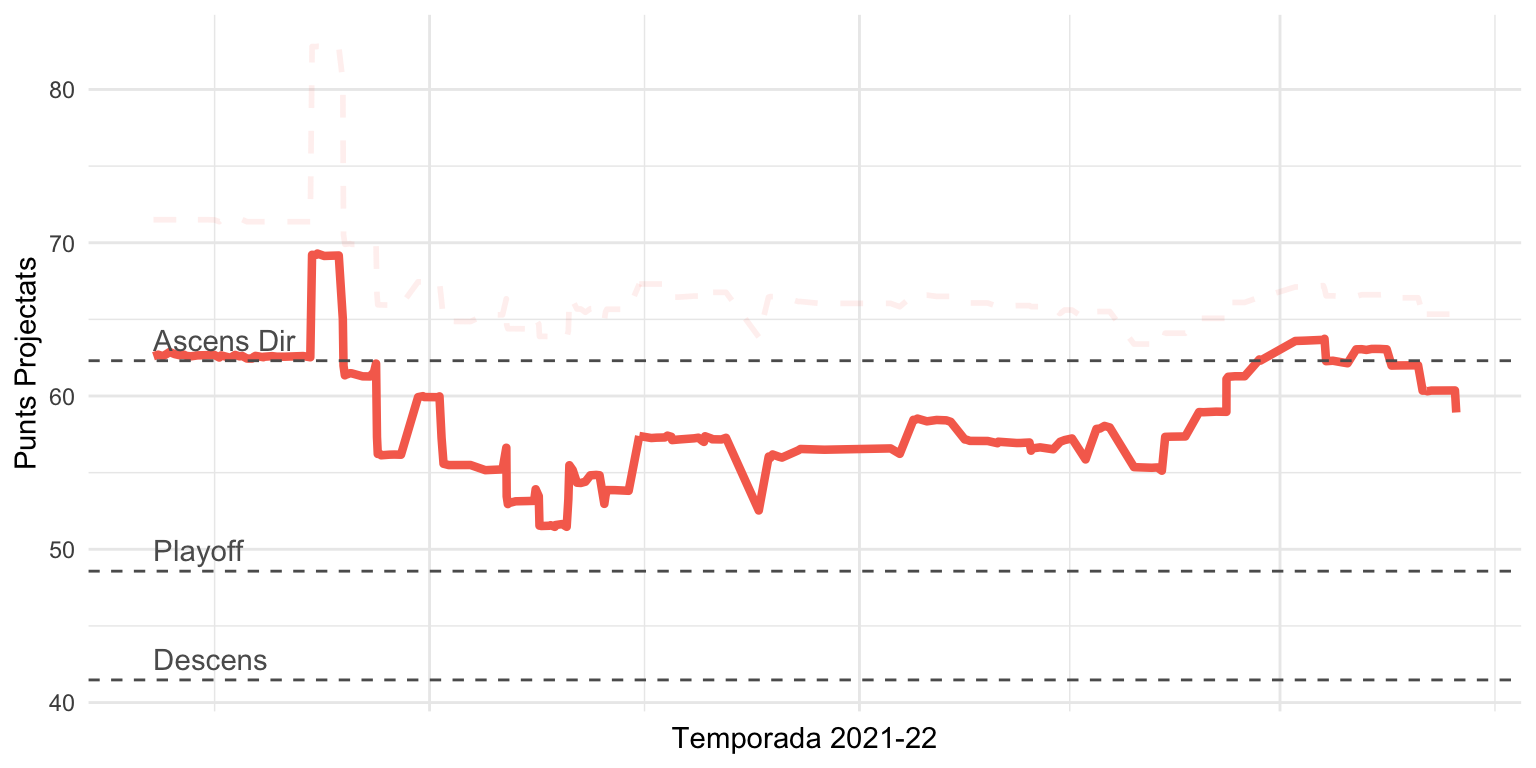 80
70
60
50
40
Punts Projectats
Ascens Dir
Playoff
Descens
Temporada 2021-22